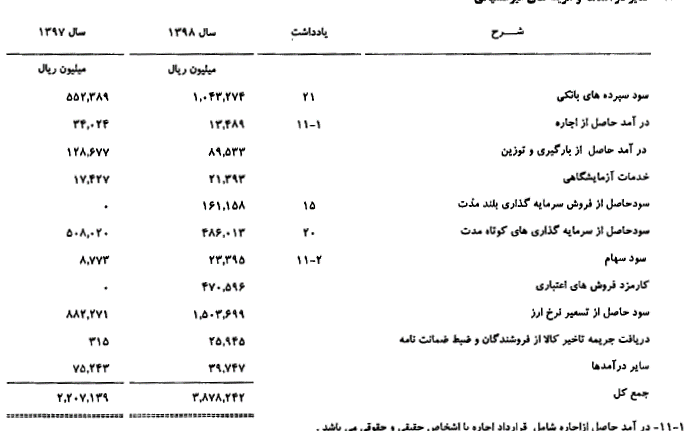 شـــرح یادداشت سال ۱۳۹۸ سال ۱۳۹۷
میلیون ریال میلیون ریال
سود سپرده های بانکی ۲۱ ۱,۰۴۳,۲۷۴ ۵۵۲,۳۸۹
در آمد حاصل از اجاره ۱۱-۱ ۱۳,۴۸۹ ۳۴,۰۲۴
در آمد حاصل از بارگیری و توزین ۸۹,۵۳۳ ۱۲۸,۶۷۷
خدمات آزمایشگاهی ۲۱,۳۹۳ ۱۷,۴۲۷
سودحاصل از فروش سرمایه گذاری بلند مدّت ۱۵ ۱۶۱,۱۵۸ ۰
سودحاصل از سرمایه گذاری های کوتاه مدت ۲۰ ۴۸۶,۰۱۳ ۵۰۸,۰۲۰
سود سهام ۱۱-۲ ۲۳,۳۹۵ ۸,۷۷۳
کارمزد فروش های اعتباری ۴۷۰,۵۹۶ ۰
سود حاصل از تسعیر نرخ ارز ۱,۵۰۳,۶۹۹ ۸۸۲,۲۷۱
دریافت جریمه تاخیر کالا از فروشندگان و ضبط ضمانت نامه ۲۵,۹۴۵ ۳۱۵
سایر درآمدها ۳۹,۷۴۷ ۷۵,۲۴۳
جمع کل ۳,۸۷۸,۲۴۲ ۲,۲۰۷,۱۳۹
۱۱-۱- در آمد حاصل ازاجاره شامل قرارداد اجاره با اشخاص حقیقی و حقوقی می باشد .